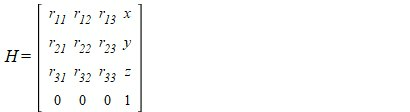 r11 r12 r13 x
r21 r22 r23 y
H= r31 r32 r33 z
0 0 0 1